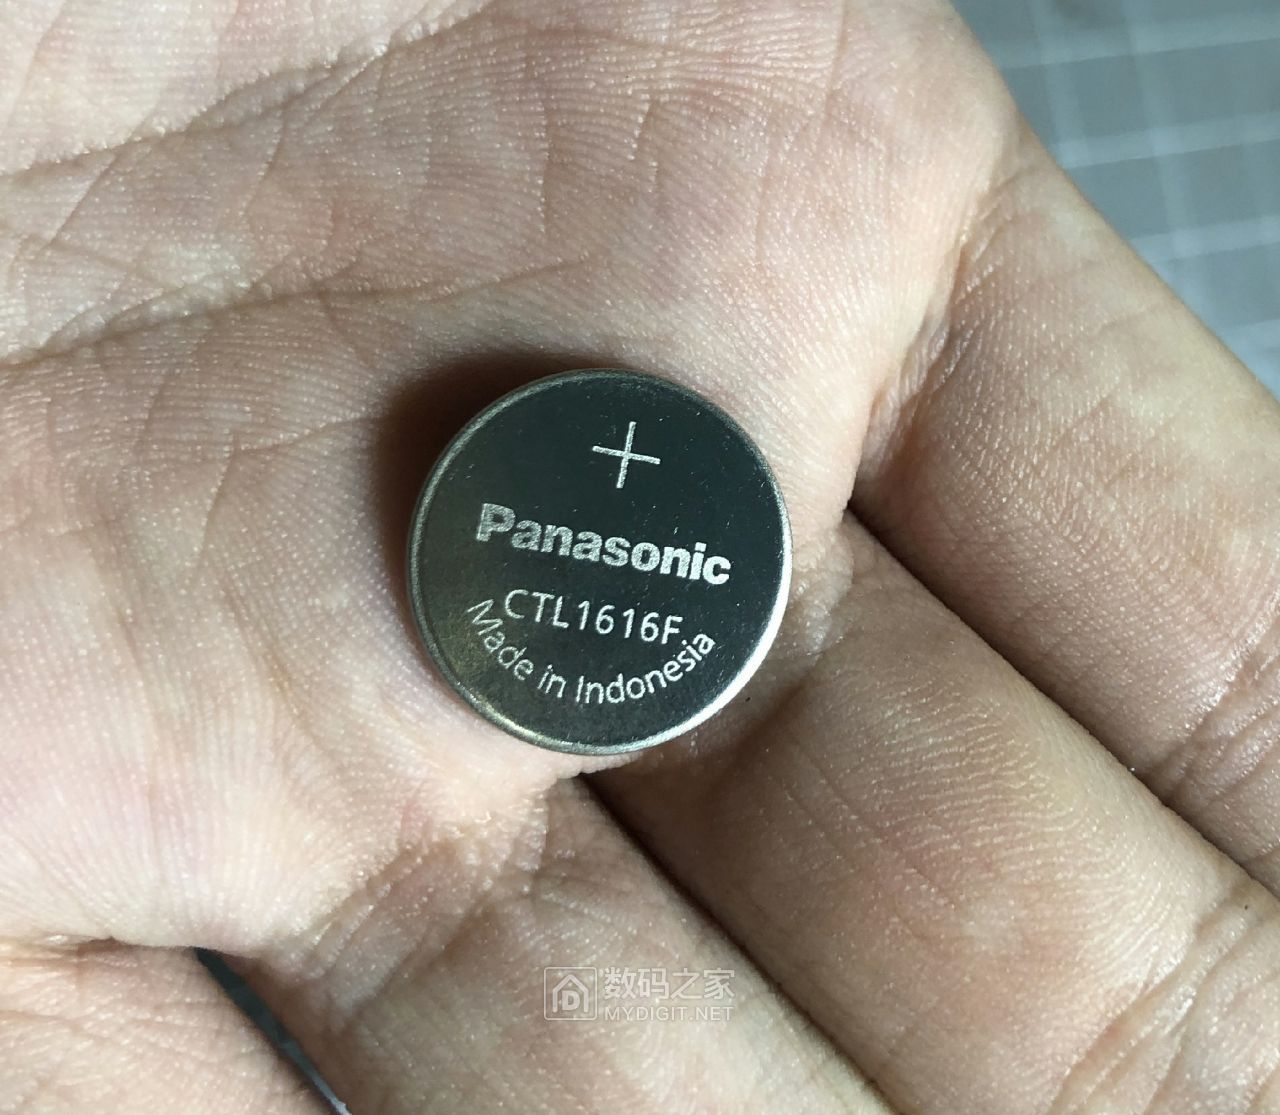 +
Panasonic
CTL1616F
Made in Indonesia
数码之家
MYDIGIT.NET